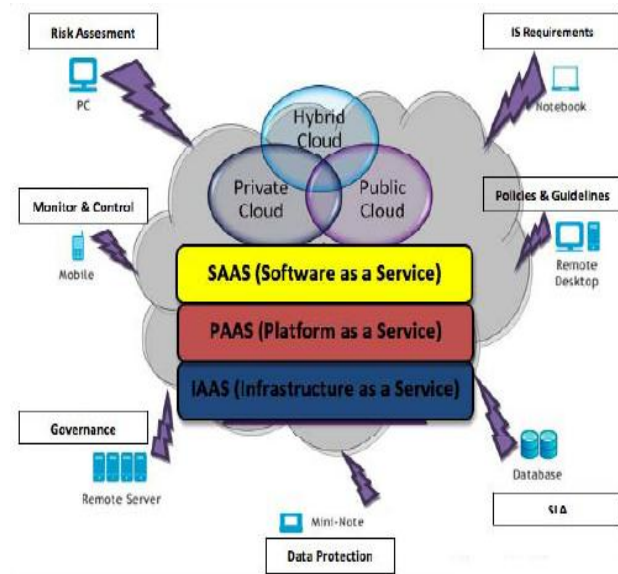 Risk Assesment
IS Requirements
PC
Notebook
Hybrid
Cloud
Private
Cloud
Public
Cloud
Monitor & Control
Policies & Guidelines
Mobile
Remote
Desktop
SAAS (Software as a Service)
PAAS (Platform as a Service)
IAAS (Infrastructure as a Service)
Governance
Remote Server
Database
SLA
Mini-Note
Data Protection